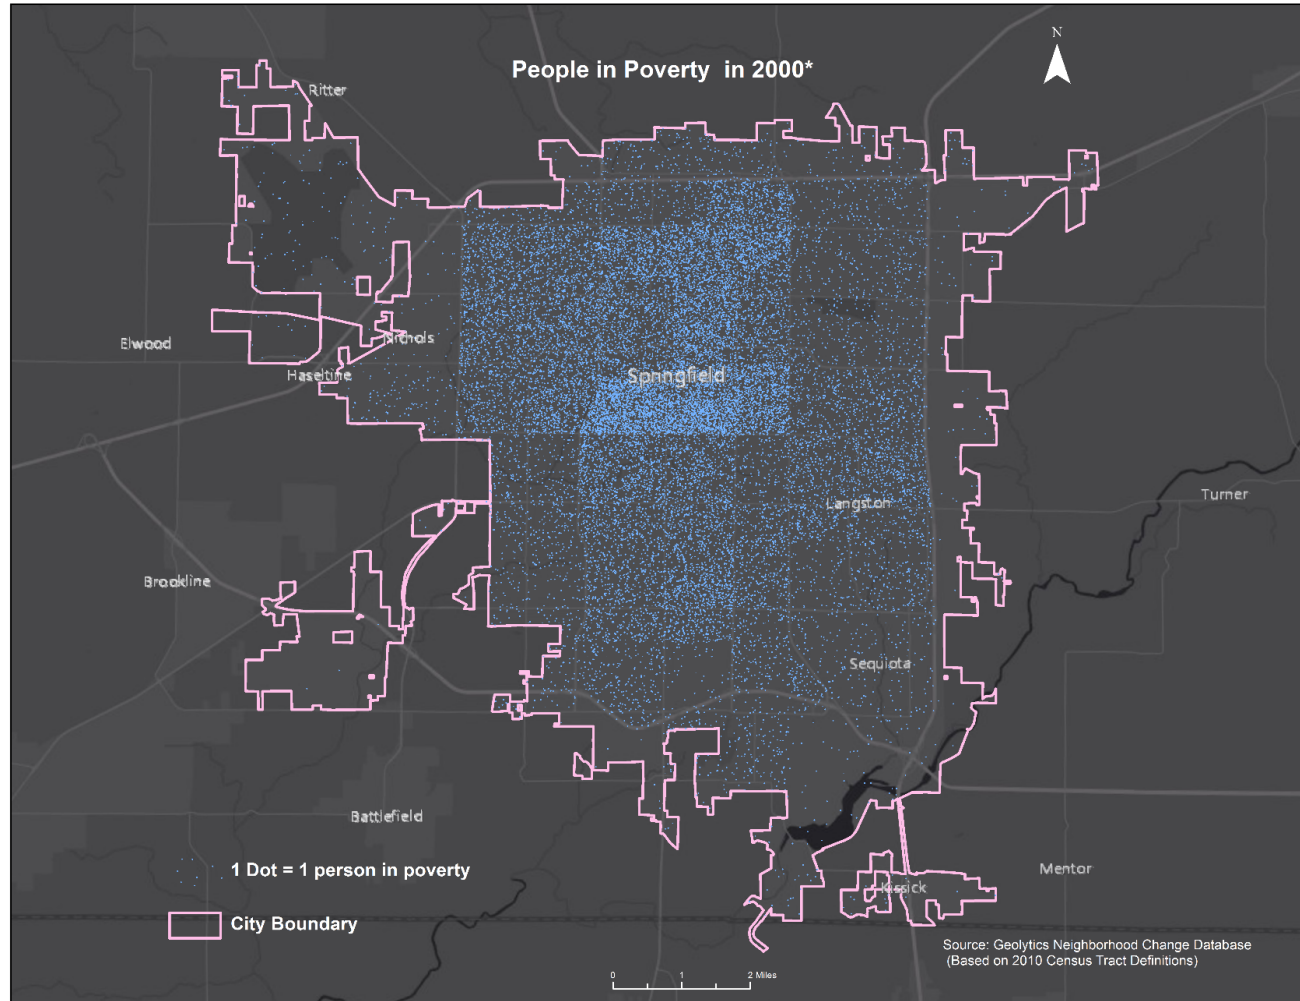 N
People in Poverty in 2000*
Ritter
Elwood
Nichols
Haseltine
Springfield
Langston
Turner
Brookline
Sequiota
Battlefield
1 Dot = 1 person in poverty
Mentor
Kissick
City Boundary
Source: Geolytics Neighborhood Change Database
(Based on 2010 Census Tract Definitions)
0 1 2 Miles